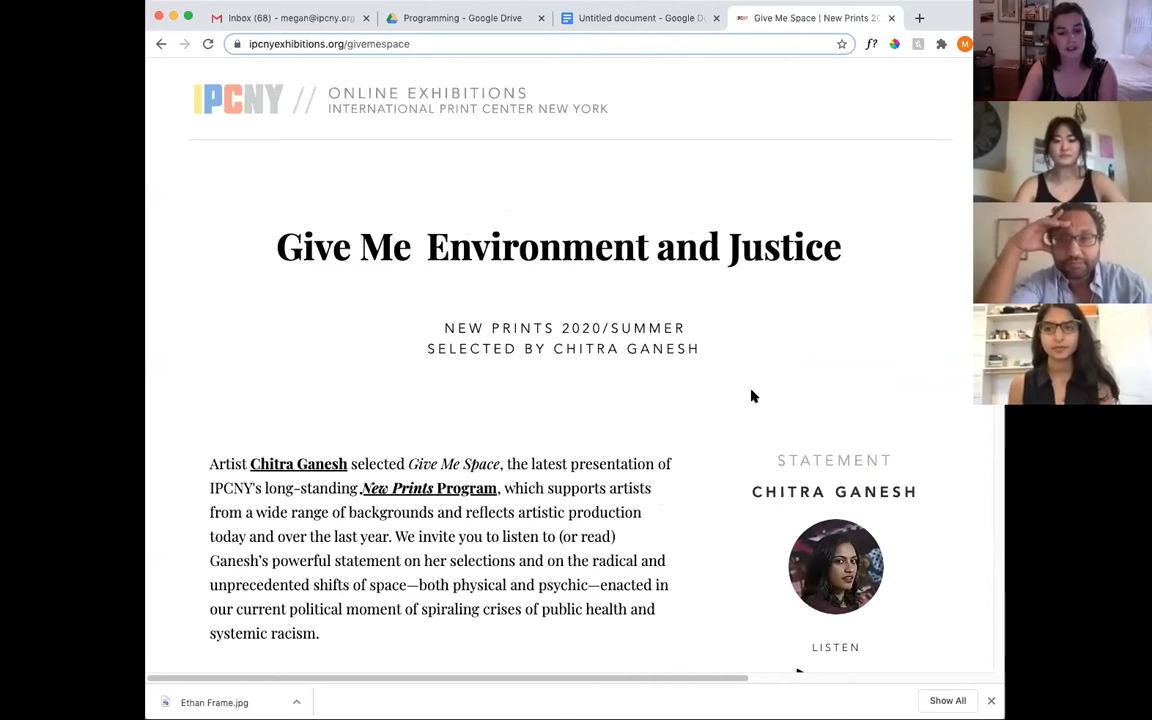 Inbox (68) - megan@ipcny.org
Programming - Google Drive
Untitled document - Google D
Give Me Space | New Prints 20
ipcnyexhibitions.org/givemespace
f?
M
IPCNY // ONLINE EXHIBITIONS
INTERNATIONAL PRINT CENTER NEW YORK
Give Me Environment and Justice
NEW PRINTS 2020/SUMMER
SELECTED BY CHITRA GANESH
Artist Chitra Ganesh selected Give Me Space, the latest presentation of
IPCNY's long-standing New Prints Program, which supports artists
from a wide range of backgrounds and reflects artistic production
today and over the last year. We invite you to listen to (or read)
Ganesh's powerful statement on her selections and on the radical and
unprecedented shifts of space—both physical and psychic—enacted in
our current political moment of spiraling crises of public health and
systemic racism.
STATEMENT
CHITRA GANESH
LISTEN
Ethan Frame.jpg
Show All